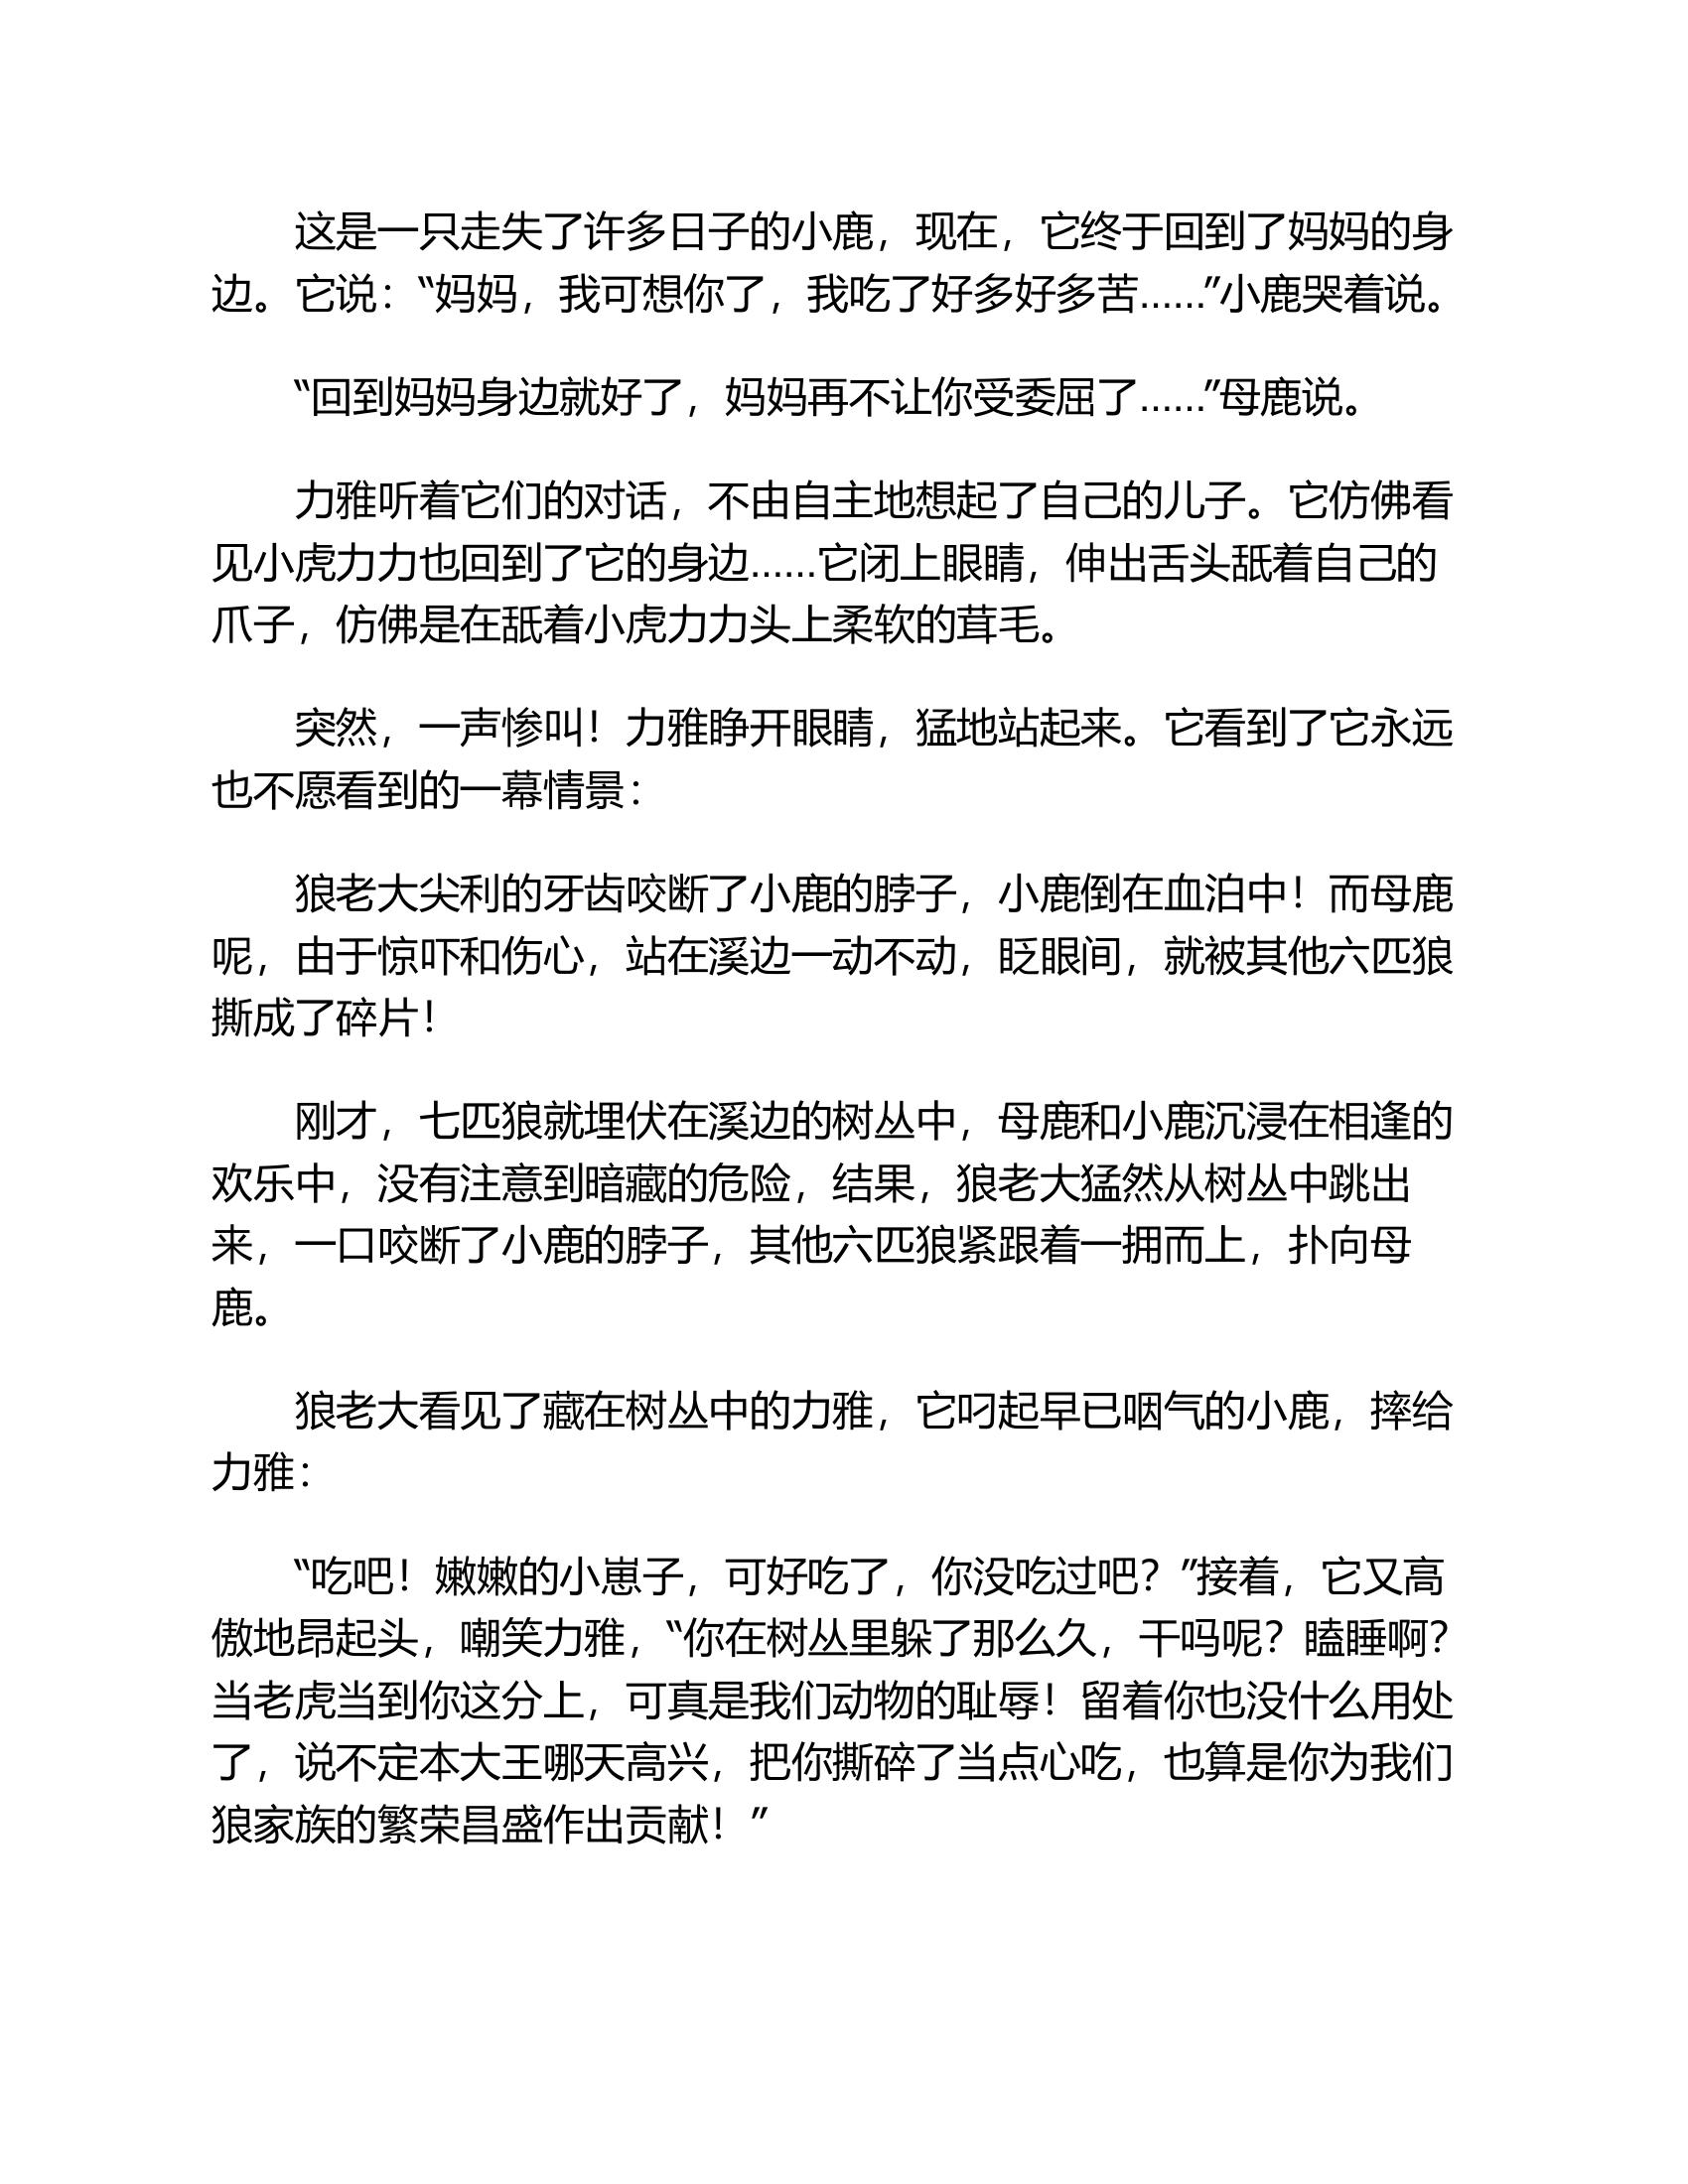 这是一只走失了许多日子的小鹿，现在，它终于回到了妈妈的身
边。它说：“妈妈，我可想你了，我吃了好多好多苦……”小鹿哭着说。
“回到妈妈身边就好了，妈妈再不让你受委屈了……”母鹿说。
力雅听着它们的对话，不由自主地想起了自己的儿子。它仿佛看
见小虎力力也回到了它的身边……它闭上眼睛，伸出舌头舐着自己的
爪子，仿佛是在舐着小虎力力头上柔软的茸毛。
突然，一声惨叫！力雅睁开眼睛，猛地站起来。它看到了它永远
也不愿看到的一幕情景：
狼老大尖利的牙齿咬断了小鹿的脖子，小鹿倒在血泊中！而母鹿
呢，由于惊吓和伤心，站在溪边一动不动，眨眼间，就被其他六匹狼
撕成了碎片！
刚才，七匹狼就埋伏在溪边的树丛中，母鹿和小鹿沉浸在相逢的
欢乐中，没有注意到暗藏的危险，结果，狼老大猛然从树丛中跳出
来，一口咬断了小鹿的脖子，其他六匹狼紧跟着一拥而上，扑向母
鹿。
狼老大看见了藏在树丛中的力雅，它叼起早已咽气的小鹿，摔给
力雅：
“吃吧！嫩嫩的小崽子，可好吃了，你没吃过吧？”接着，它又高
傲地昂起头，嘲笑力雅，“你在树丛里躲了那么久，干吗呢？瞌睡啊？
当老虎当到你这分上，可真是我们动物的耻辱！留着你也没什么用处
了，说不定本大王哪天高兴，把你撕碎了当点心吃，也算是你为我们
狼家族的繁荣昌盛作出贡献！”